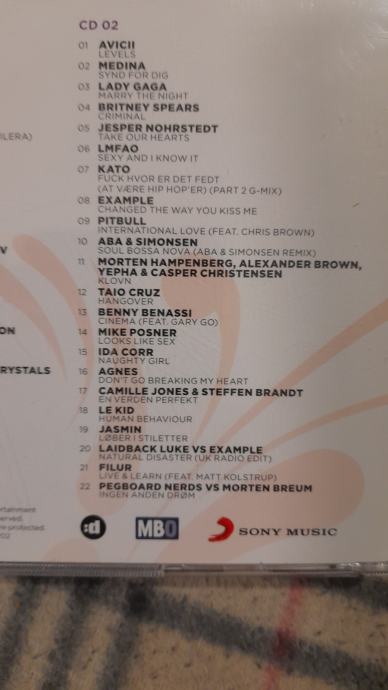 CD 02
01 AVICII
LEVELS
02 MEDINA
SYND FOR DIG
03 LADY GAGA
MARRY THE NIGHT
04 BRITNEY SPEARS
CRIMINAL
05 JESPER NOHRSTEDT
TAKE OUR HEARTS
06 LMFAO
SEXY AND I KNOW IT
07 KATO
FUCK HVOR ER DET FEDT
(AT VÆRE HIP HOP'ER) (PART 2 G-MIX)
08 EXAMPLE
CHANGED THE WAY YOU KISS ME
09 PITBULL
INTERNATIONAL LOVE (FEAT. CHRIS BROWN)
10 ABA & SIMONSEN
SOUL BOSSA NOVA (ABA & SIMONSEN REMIX)
11 MORTEN HAMPENBERG, ALEXANDER BROWN,
YEPHA & CASPER CHRISTENSEN
KLOVN
12 TAIO CRUZ
HANGOVER
13 BENNY BENASSI
CINEMA (FEAT. GARY GO)
14 MIKE POSNER
LOOKS LIKE SEX
15 IDA CORR
NAUGHTY GIRL
16 AGNES
DON'T GO BREAKING MY HEART
17 CAMILLE JONES & STEFFEN BRANDT
EN VERDEN PERFEKT
18 LE KID
HUMAN BEHAVIOUR
19 JASMIN
LØBER I STILETTER
20 LAIDBACK LUKE VS EXAMPLE
NATURAL DISASTER (UK RADIO EDIT)
21 FILUR
LIVE & LEARN (FEAT. MATT KOLSTRUP)
22 PEGBOARD NERDS VS MORTEN BREUM
INGEN ANDEN DRØM
ILERA)
V
ON
RYSTALS
rtainment
served.
re protected.
:d MBO SONY MUSIC